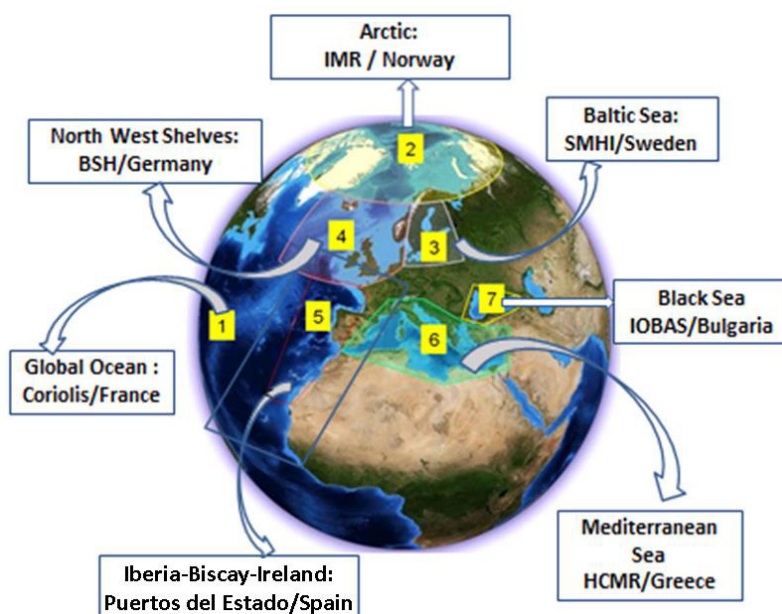 Arctic:
IMR / Norway
North West Shelves:
BSH/Germany
Baltic Sea:
SMHI/Sweden
2
4
3
7
1
5
6
Black Sea
IOBAS/Bulgaria
Global Ocean :
Coriolis/France
Mediterranean
Sea
HCMR/Greece
Iberia-Biscay-Ireland:
Puertos del Estado/Spain